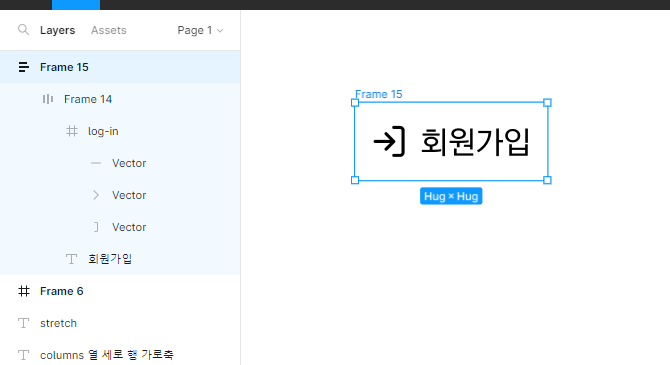 Layers Assets Page 1
Frame 15
Frame 14
log-in
Vector
Vector
Vector
회원가입
Frame 6
stretch
columns 열 세로 행 가로축
Frame 15
회원가입
Hug × Hug